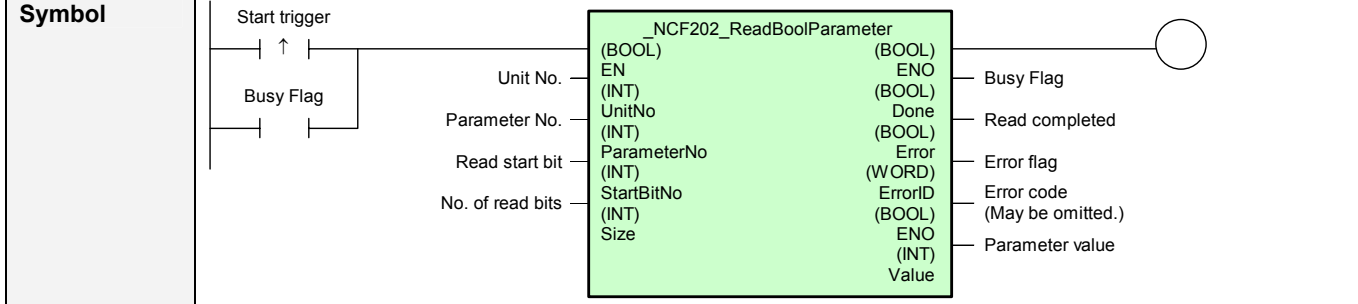 Symbol
Start trigger
↑
Busy Flag
Unit No.
Parameter No.
Read start bit
No. of read bits
_NCF202_ReadBoolParameter
(BOOL) (BOOL)
EN ENO
(INT) (BOOL)
UnitNo Done
(INT) (BOOL)
ParameterNo Error
(INT) (WORD)
StartBitNo ErrorID
(INT) (BOOL)
Size ENO
(INT)
Value
Busy Flag
Read completed
Error flag
Error code
(May be omitted.)
Parameter value